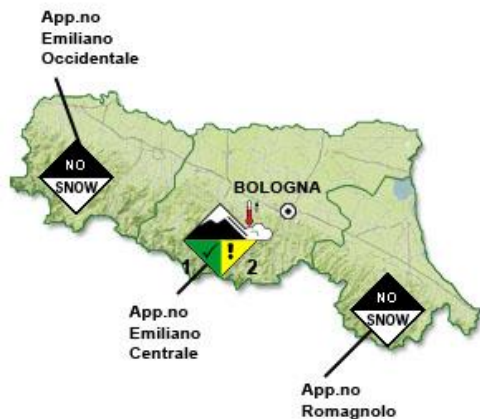 App.no
Emiliano
Occidentale
NO
SNOW
BOLOGNA
!
1
2
App.no
Emiliano
Centrale
NO
SNOW
App.no
Romagnolo